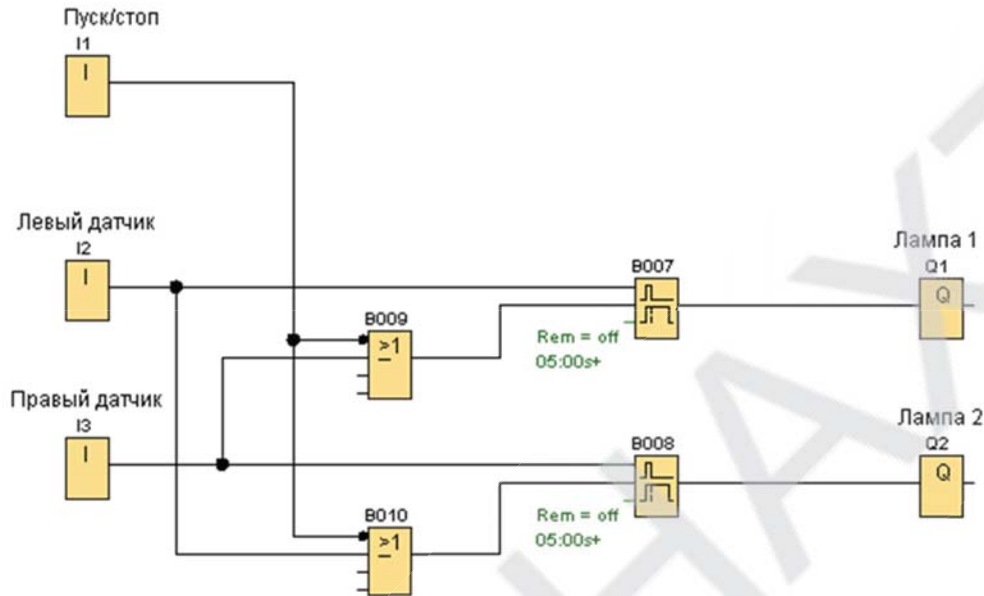 Пуск/стоп
I1
I
Левый датчик
I2
I
Лампа 1
B007
Q1
Q
B009
≥1
Rem = off
05:00s+
Правый датчик
I3
I
Лампа 2
B008
Q2
Q
B010
≥1
Rem = off
05:00s+